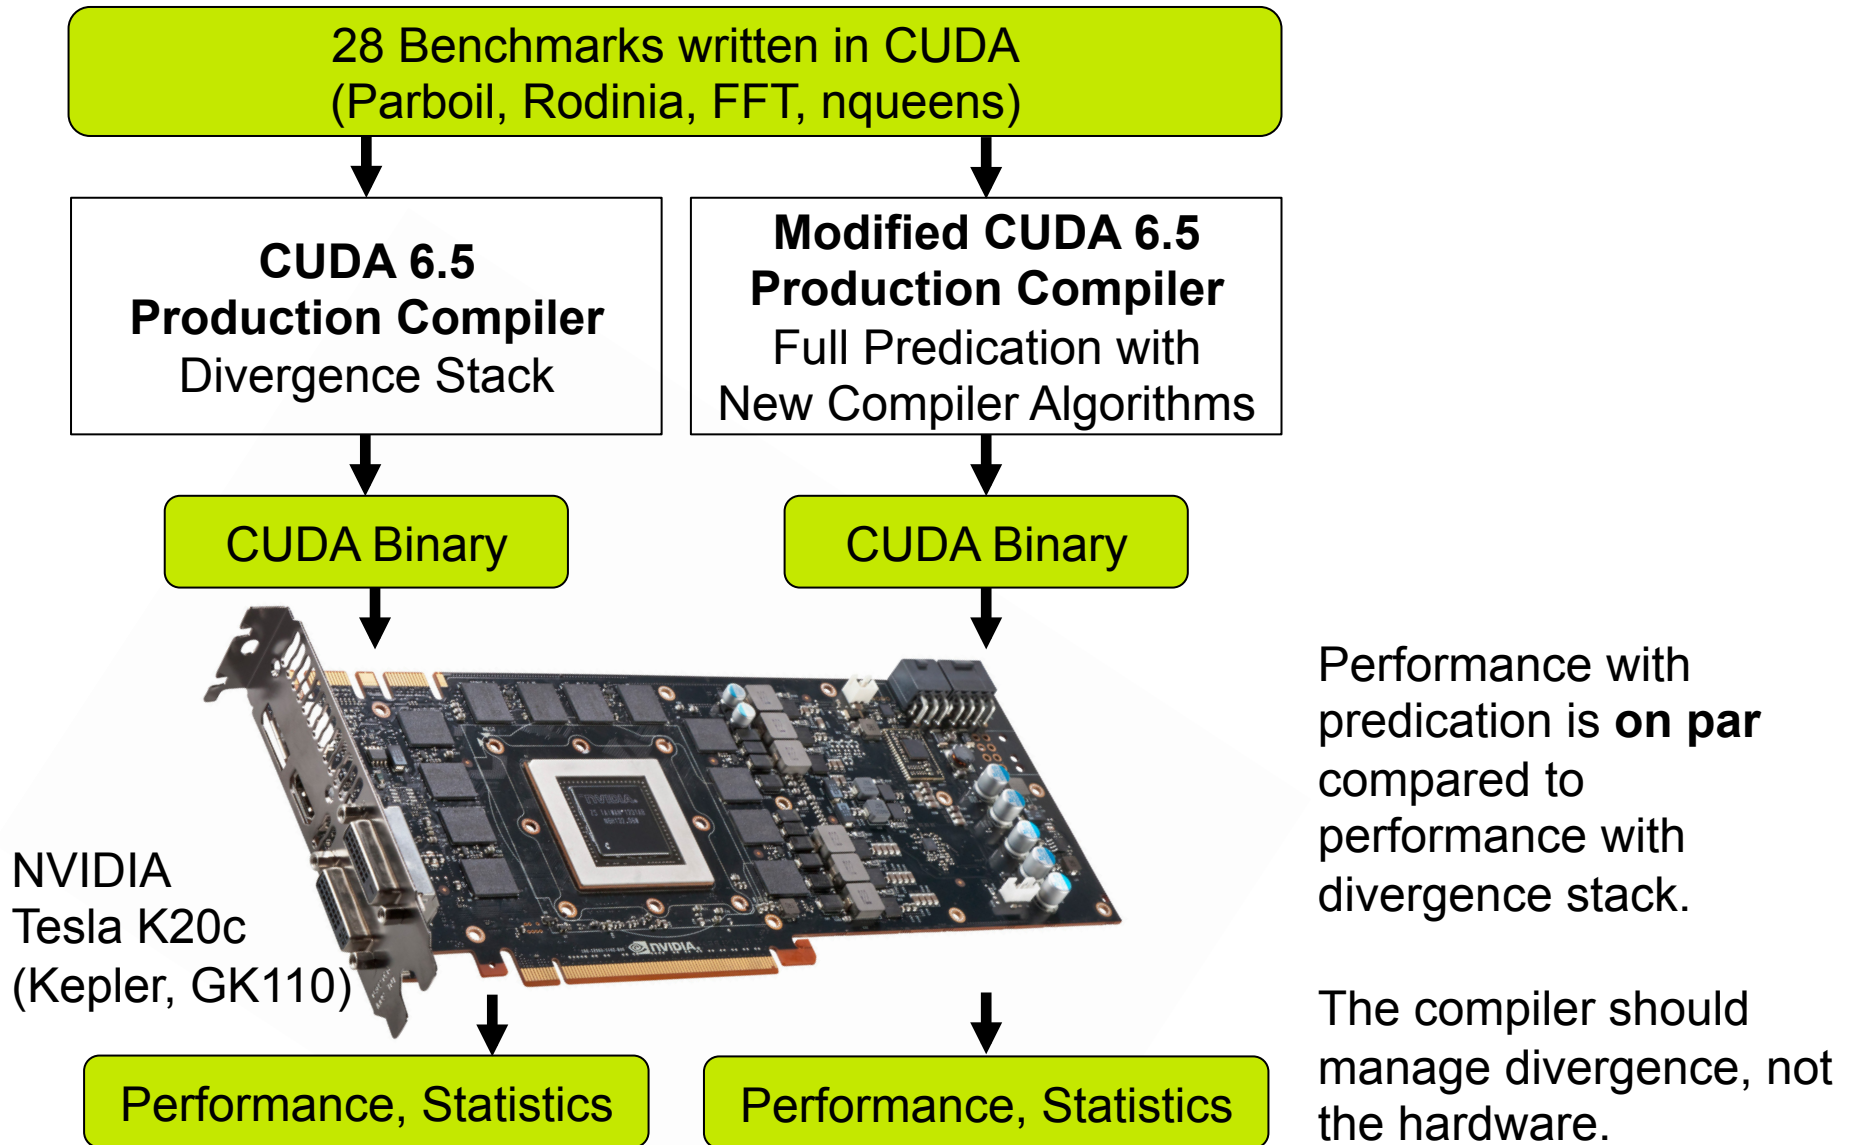 28 Benchmarks written in CUDA
(Parboil, Rodinia, FFT, nqueens)
CUDA 6.5
Production Compiler
Divergence Stack
Modified CUDA 6.5
Production Compiler
Full Predication with
New Compiler Algorithms
CUDA Binary
CUDA Binary
NVIDIA
Tesla K20c
(Kepler, GK110)
NVIDIA
NVIDIA
Performance with
predication is on par
compared to
performance with
divergence stack.
The compiler should
manage divergence, not
the hardware.
Performance, Statistics
Performance, Statistics